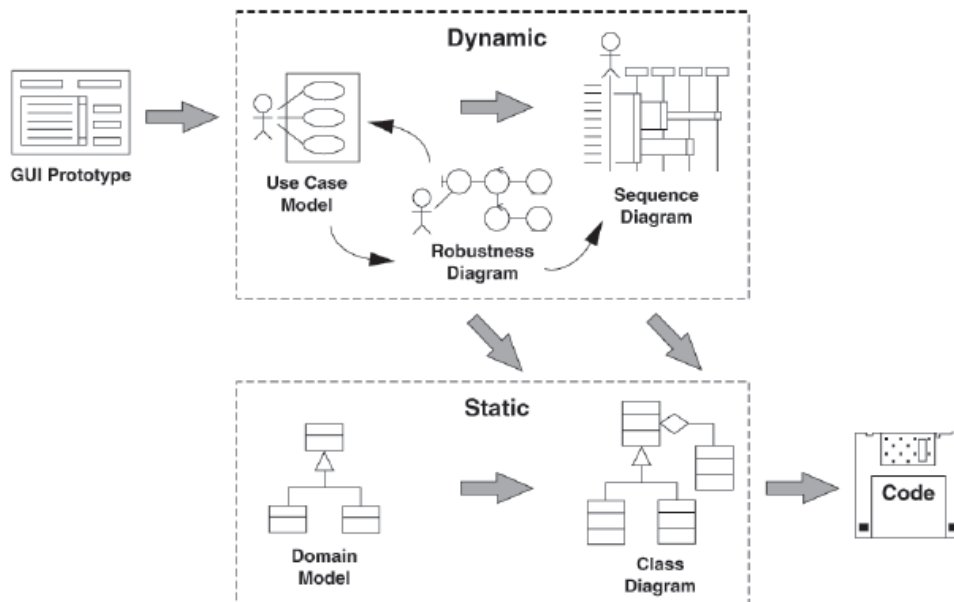 Dynamic
GUI Prototype
Use Case
Model
Robustness
Diagram
Sequence
Diagram
Static
Domain
Model
Class
Diagram
Code